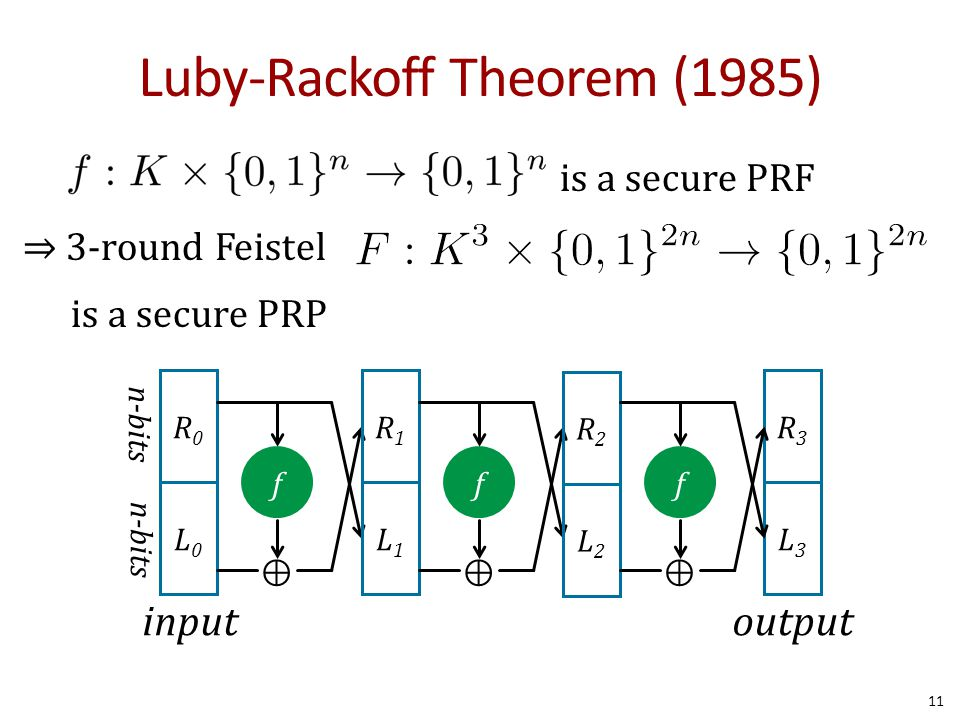 Luby-Rackoff Theorem (1985)
f : K × {0, 1}ⁿ → {0, 1}ⁿ is a secure PRF
⇒ 3-round Feistel F : K³ × {0, 1}²ⁿ → {0, 1}²ⁿ
is a secure PRP
n-bits
R₀ R₁ R₂ R₃
f f f
n-bits
L₀ L₁ L₂ L₃
⊕ ⊕ ⊕
input output
11